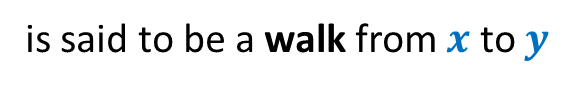 is said to be a walk from x to y